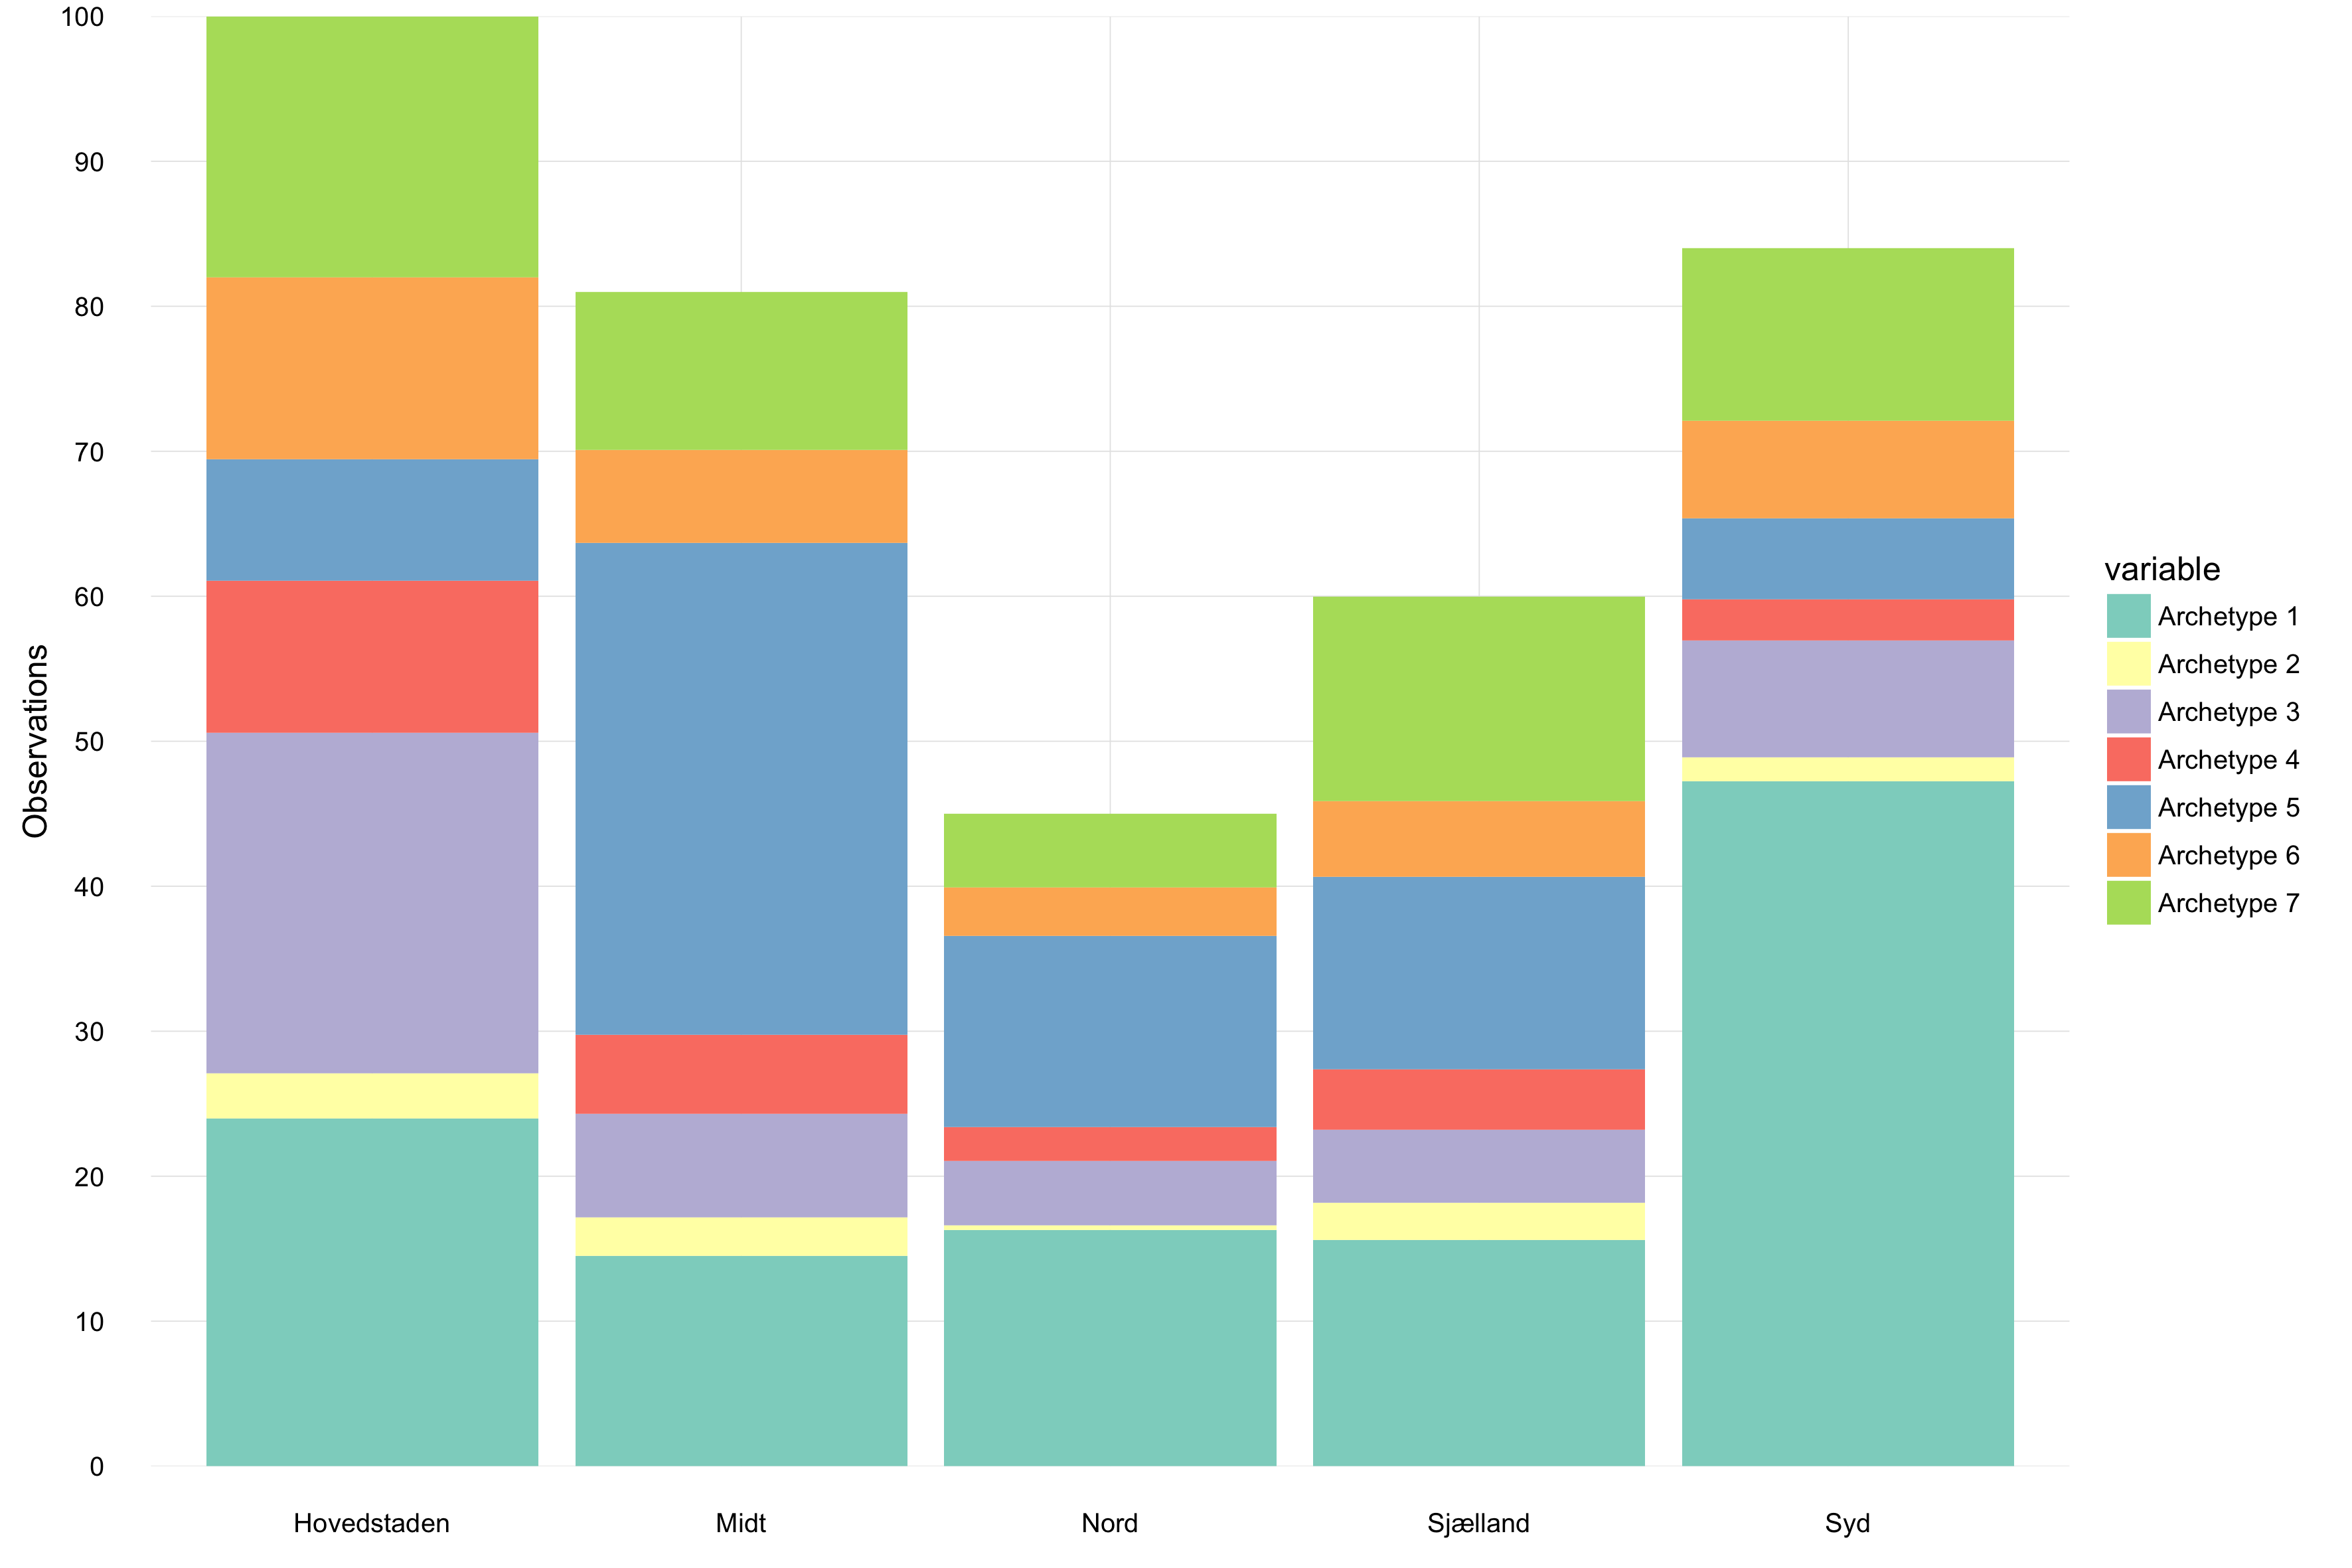 Observations
100
90
80
70
60
50
40
30
20
10
0
Hovedstaden
Midt
Nord
Sjælland
Syd
variable
Archetype 1
Archetype 2
Archetype 3
Archetype 4
Archetype 5
Archetype 6
Archetype 7